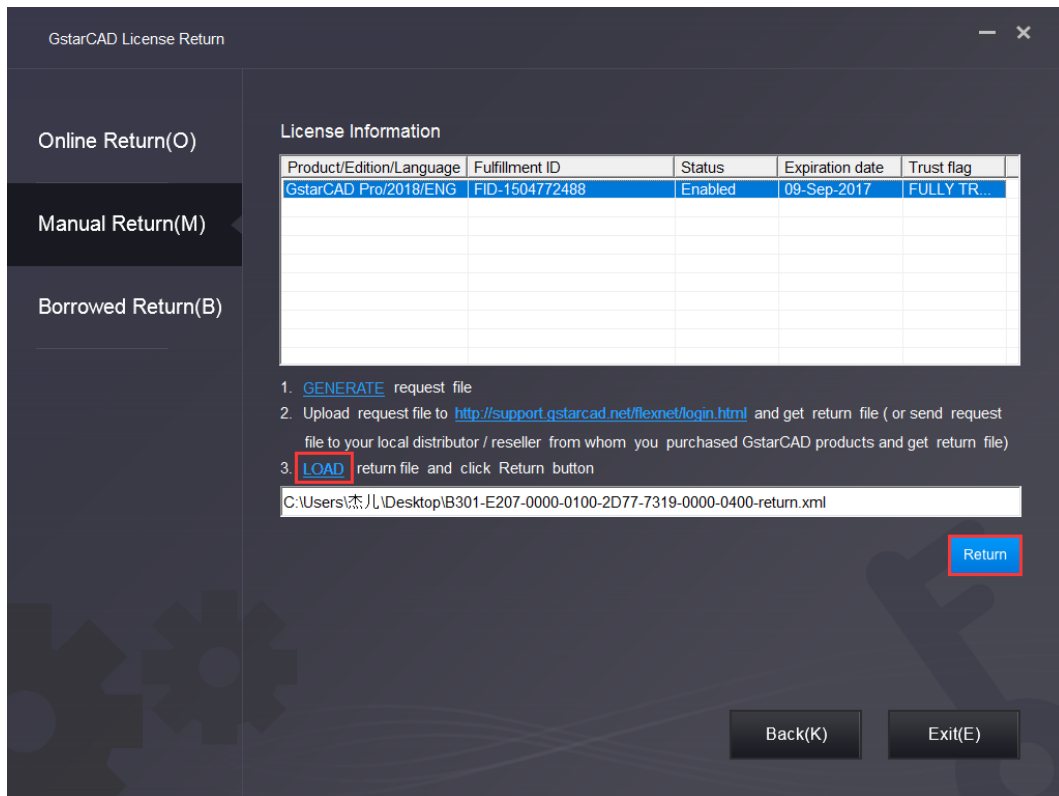 GstarCAD License Return
Online Return(O)
Manual Return(M)
Borrowed Return(B)
License Information
Product/Edition/Language Fulfillment ID Status Expiration date Trust flag
GstarCAD Pro/2018/ENG FID-1504772488 Enabled 09-Sep-2017 FULLY TR...
1. GENERATE request file
2. Upload request file to http://support.gstarcad.net/flexnet/login.html and get return file ( or send request
file to your local distributor / reseller from whom you purchased GstarCAD products and get return file)
3. LOAD return file and click Return button
C:\Users\杰儿\Desktop\B301-E207-0000-0100-2D77-7319-0000-0400-return.xml
Return
Back(K)
Exit(E)